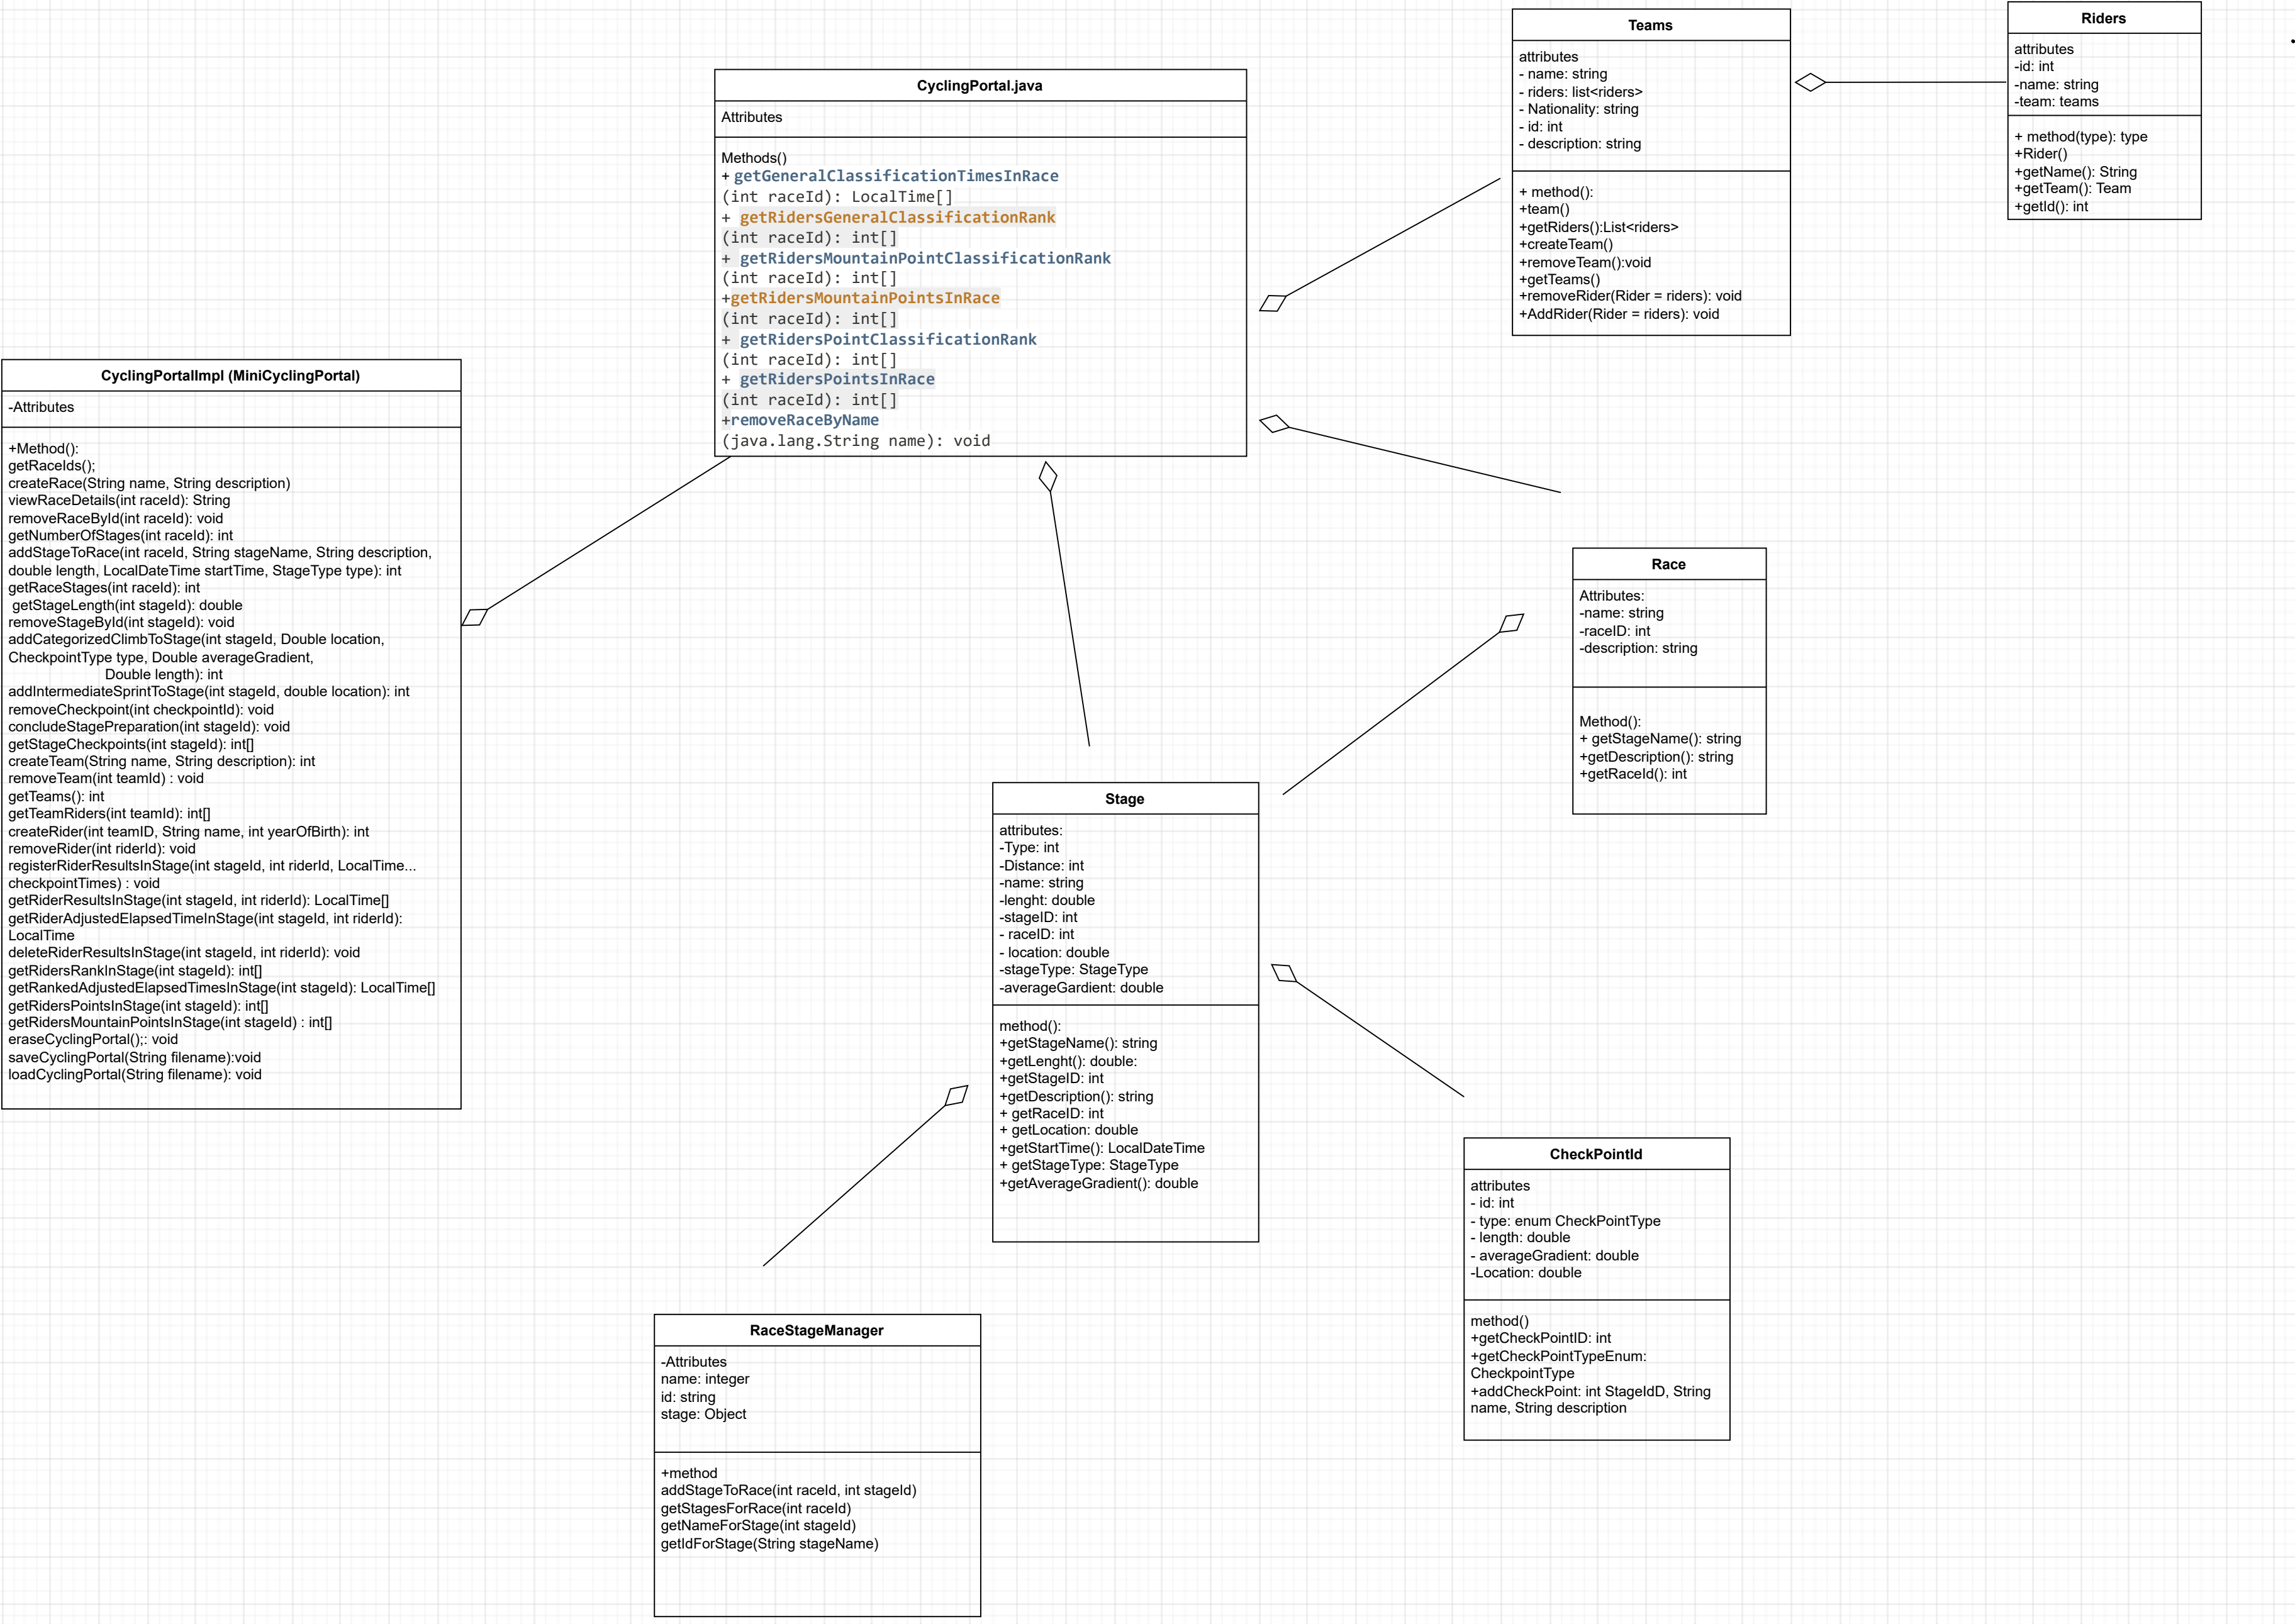 CyclingPortal.java
Attributes
Methods()
+ getGeneralClassificationTimesInRace
(int raceId): LocalTime[]
+ getRidersGeneralClassificationRank
(int raceId): int[]
+ getRidersMountainPointClassificationRank
(int raceId): int[]
+getRidersMountainPointsInRace
(int raceId): int[]
+ getRidersPointClassificationRank
(int raceId): int[]
+ getRidersPointsInRace
(int raceId): int[]
+removeRaceByName
(java.lang.String name): void
Teams
attributes
- name: string
- riders: list<riders>
- Nationality: string
- id: int
- description: string
+ method():
+team()
+getRiders():List<riders>
+createTeam()
+removeTeam():void
+getTeams()
+removeRider(Rider = riders): void
+AddRider(Rider = riders): void
Riders
attributes
-id: int
-name: string
-team: teams
+ method(type): type
+Rider()
+getName(): String
+getTeam(): Team
+getId(): int
CyclingPortalImpl (MiniCyclingPortal)
-Attributes
+Method():
getRaceIds();
createRace(String name, String description)
viewRaceDetails(int raceId): String
removeRaceById(int raceId): void
getNumberOfStages(int raceId): int
addStageToRace(int raceId, String stageName, String description,
double length, LocalDateTime startTime, StageType type): int
getRaceStages(int raceId): int
getStageLength(int stageId): double
removeStageById(int stageId): void
addCategorizedClimbToStage(int stageId, Double location,
CheckpointType type, Double averageGradient,
Double length): int
addIntermediateSprintToStage(int stageId, double location): int
removeCheckpoint(int checkpointId): void
concludeStagePreparation(int stageId): void
getStageCheckpoints(int stageId): int[]
createTeam(String name, String description): int
removeTeam(int teamId) : void
getTeams(): int
getTeamRiders(int teamId): int[]
createRider(int teamID, String name, int yearOfBirth): int
removeRider(int riderId): void
registerRiderResultsInStage(int stageId, int riderId, LocalTime...
checkpointTimes) : void
getRiderResultsInStage(int stageId, int riderId): LocalTime[]
getRiderAdjustedElapsedTimeInStage(int stageId, int riderId):
LocalTime
deleteRiderResultsInStage(int stageId, int riderId): void
getRidersRankInStage(int stageId): int[]
getRankedAdjustedElapsedTimesInStage(int stageId): LocalTime[]
getRidersPointsInStage(int stageId): int[]
getRidersMountainPointsInStage(int stageId) : int[]
eraseCyclingPortal();: void
saveCyclingPortal(String filename):void
loadCyclingPortal(String filename): void
Race
Attributes:
-name: string
-raceID: int
-description: string
Method():
+ getStageName(): string
+getDescription(): string
+getRaceId(): int
Stage
attributes:
-Type: int
-Distance: int
-name: string
-lenght: double
-stageID: int
- raceID: int
- location: double
-stageType: StageType
-averageGardient: double
method():
+getStageName(): string
+getLenght(): double:
+getStageID: int
+getDescription(): string
+ getRaceID: int
+ getLocation: double
+getStartTime(): LocalDateTime
+ getStageType: StageType
+getAverageGradient(): double
CheckPointId
attributes
- id: int
- type: enum CheckPointType
- length: double
- averageGradient: double
-Location: double
method()
+getCheckPointID: int
+getCheckPointTypeEnum:
CheckpointType
+addCheckPoint: int StageIdD, String
name, String description
RaceStageManager
-Attributes
name: integer
id: string
stage: Object
+method
addStageToRace(int raceId, int stageId)
getStagesForRace(int raceId)
getNameForStage(int stageId)
getIdForStage(String stageName)